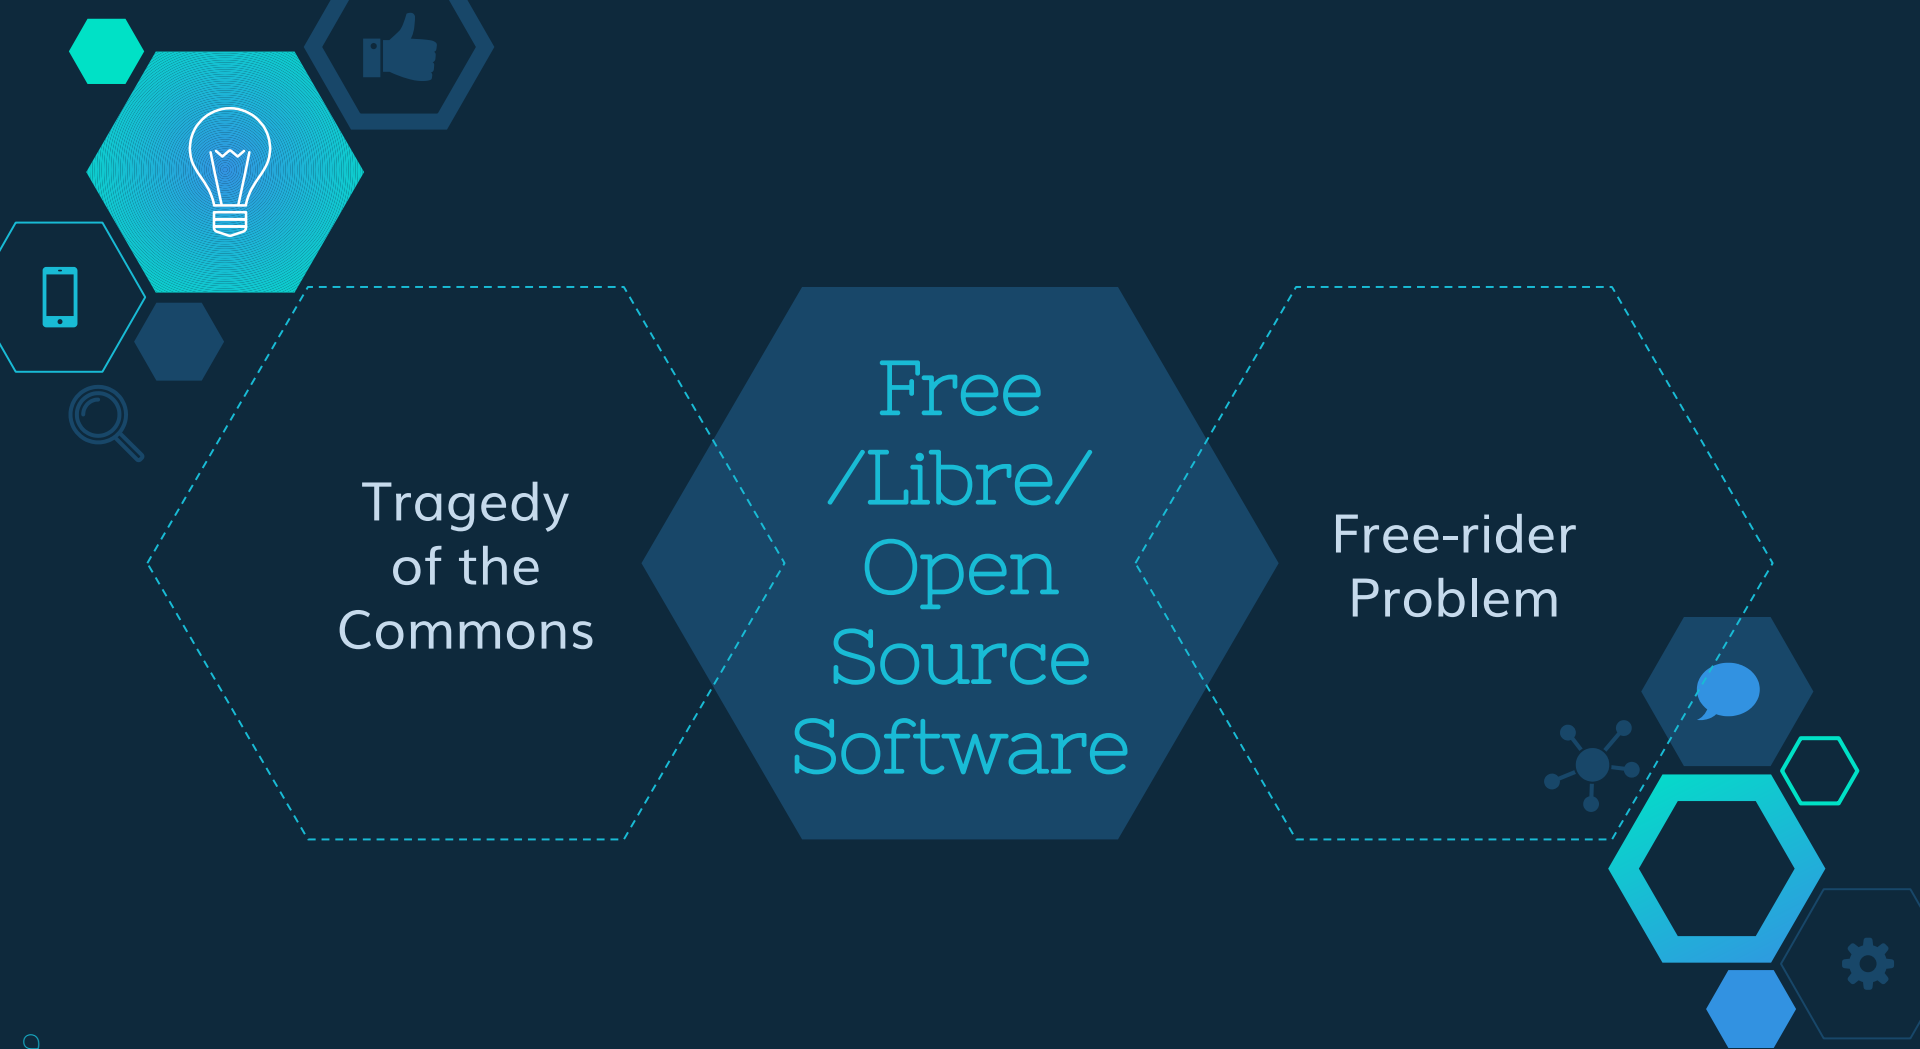 Tragedy
of the
Commons
Free
/Libre/
Open
Source
Software
Free-rider
Problem